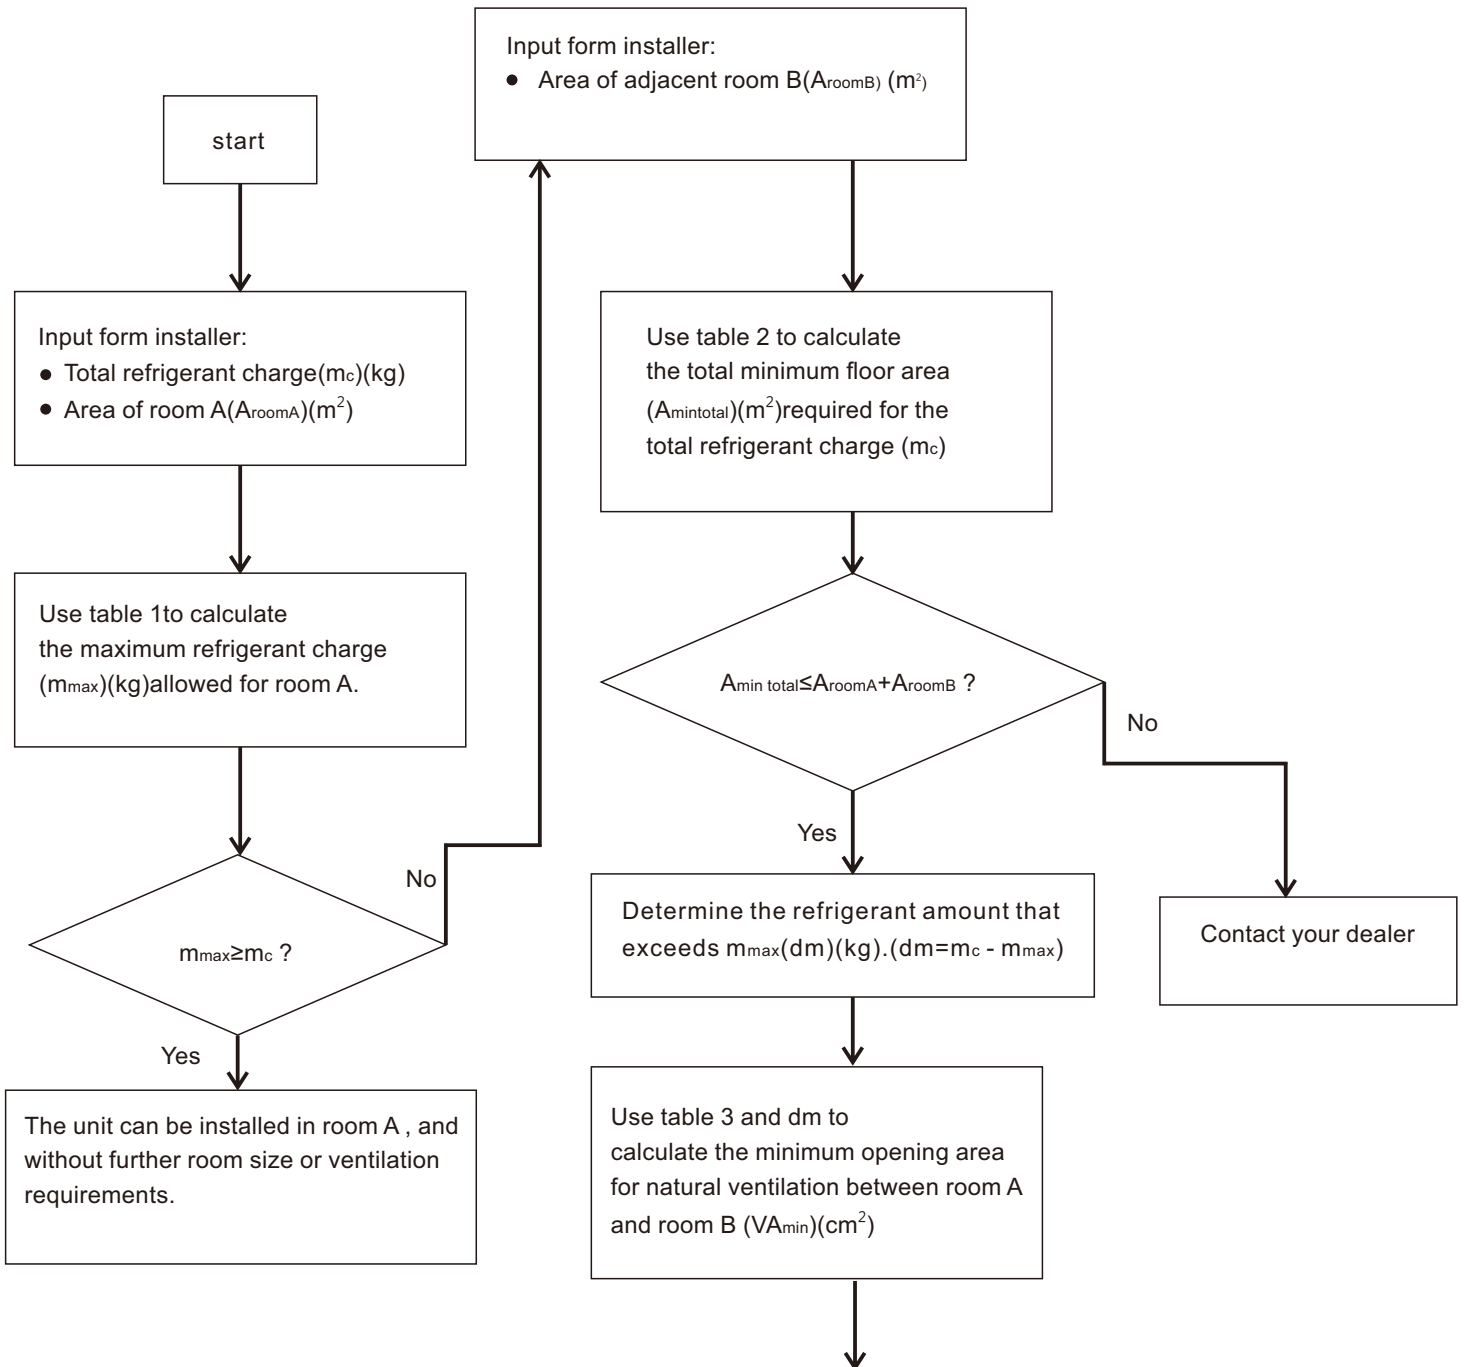 start
Input form installer:
● Total refrigerant charge(mc)(kg)
● Area of room A(AroomA)(m²)
Use table 1to calculate
the maximum refrigerant charge
(mmax)(kg)allowed for room A.
mmax≥mc ?
No
Yes
The unit can be installed in room A , and
without further room size or ventilation
requirements.
Input form installer:
● Area of adjacent room B(AroomB) (m²)
Use table 2 to calculate
the total minimum floor area
(Amintotal)(m²)required for the
total refrigerant charge (mc)
Amin total≤AroomA+AroomB ?
No
Yes
Contact your dealer
Determine the refrigerant amount that
exceeds mmax(dm)(kg).(dm=mc - mmax)
Use table 3 and dm to
calculate the minimum opening area
for natural ventilation between room A
and room B (VAmin)(cm²)